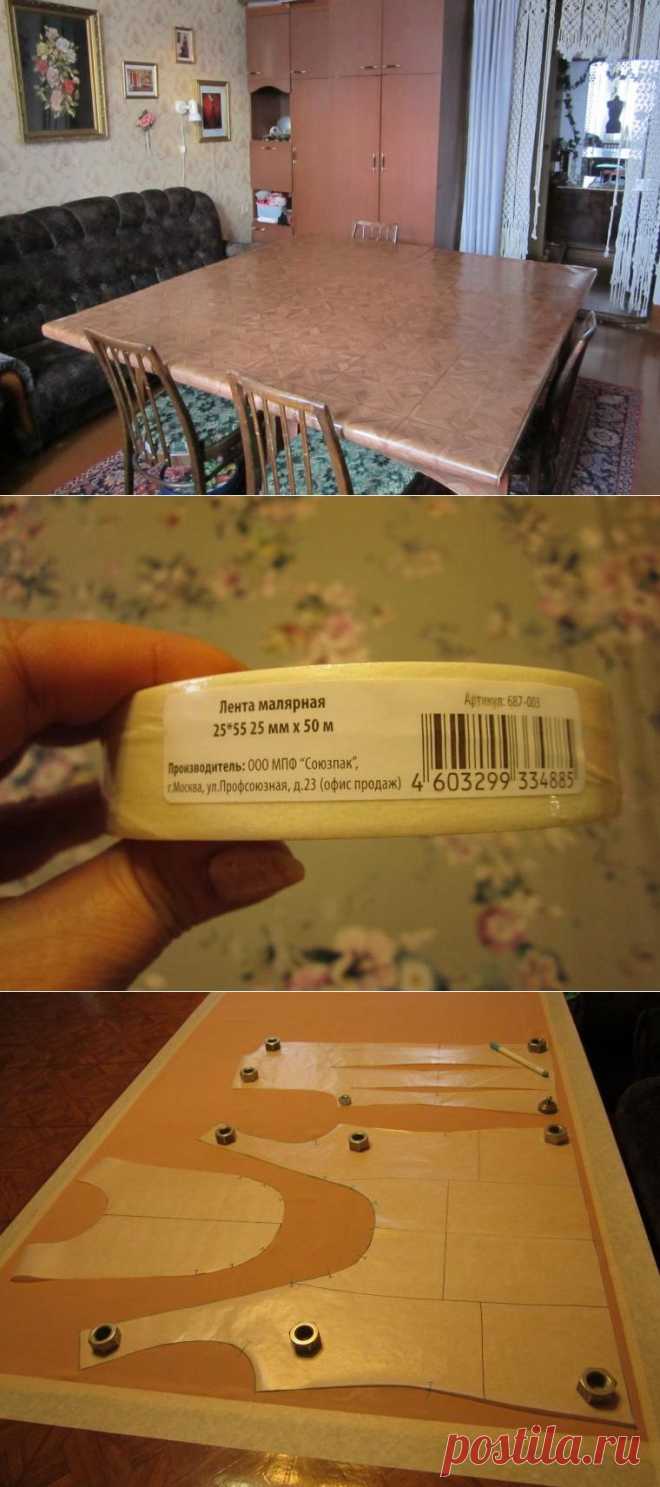 Лента малярная
Артикул: 687-003
25*55 25 мм х 50 м
Производитель: ООО МПФ "Союзпак",
г.Москва, ул.Профсоюзная, д.23 (офис продаж)
4 603299 334885
postila.ru